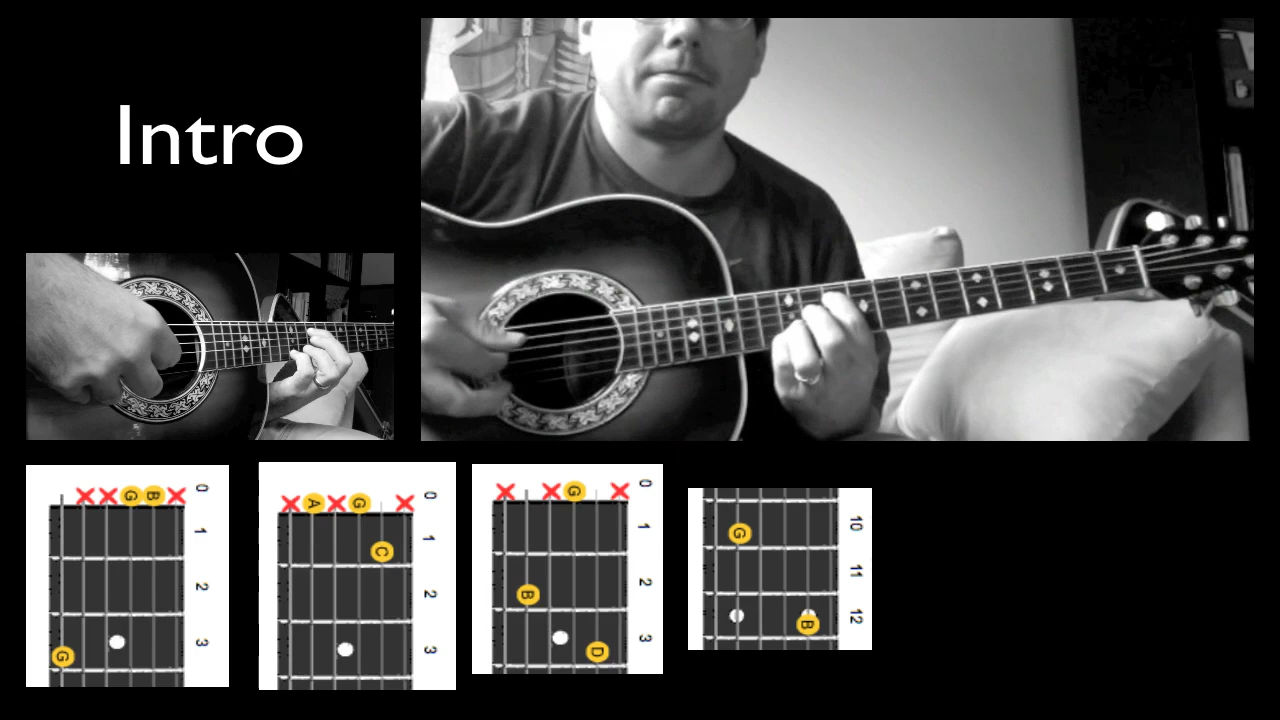 Intro
X X G B X 0
1
2
3
G
X A X G X 0
C 1
2
3
X X G X 0
1
B 2
D 3
G 10
11
B 12